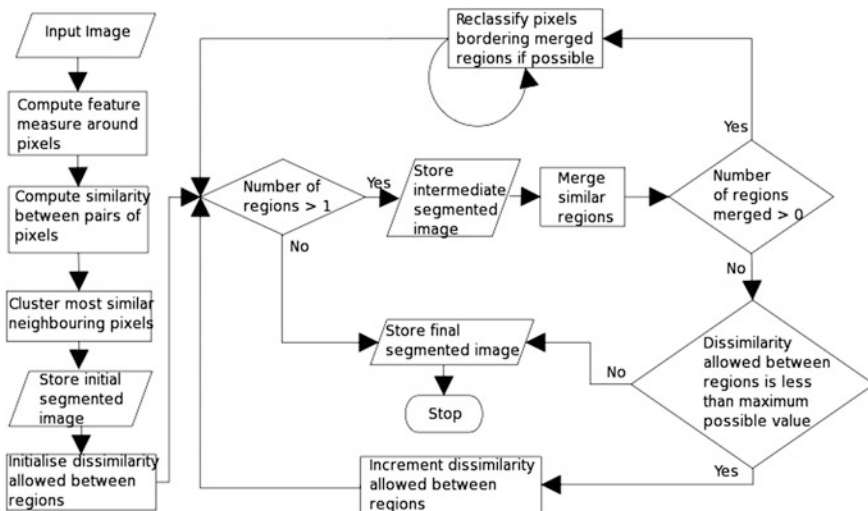 Input Image
Compute feature
measure around
pixels
Compute similarity
between pairs of
pixels
Cluster most similar
neighbouring pixels
Store initial
segmented
image
Initialise dissimilarity
allowed between
regions
Number of
regions > 1
Yes
No
Store
intermediate
segmented
image
Merge
similar
regions
Number
of regions
merged > 0
Yes
No
Reclassify pixels
bordering merged
regions if possible
Dissimilarity
allowed between
regions is less
than maximum
possible value
No
Yes
Store final
segmented image
Stop
Increment dissimilarity
allowed between
regions